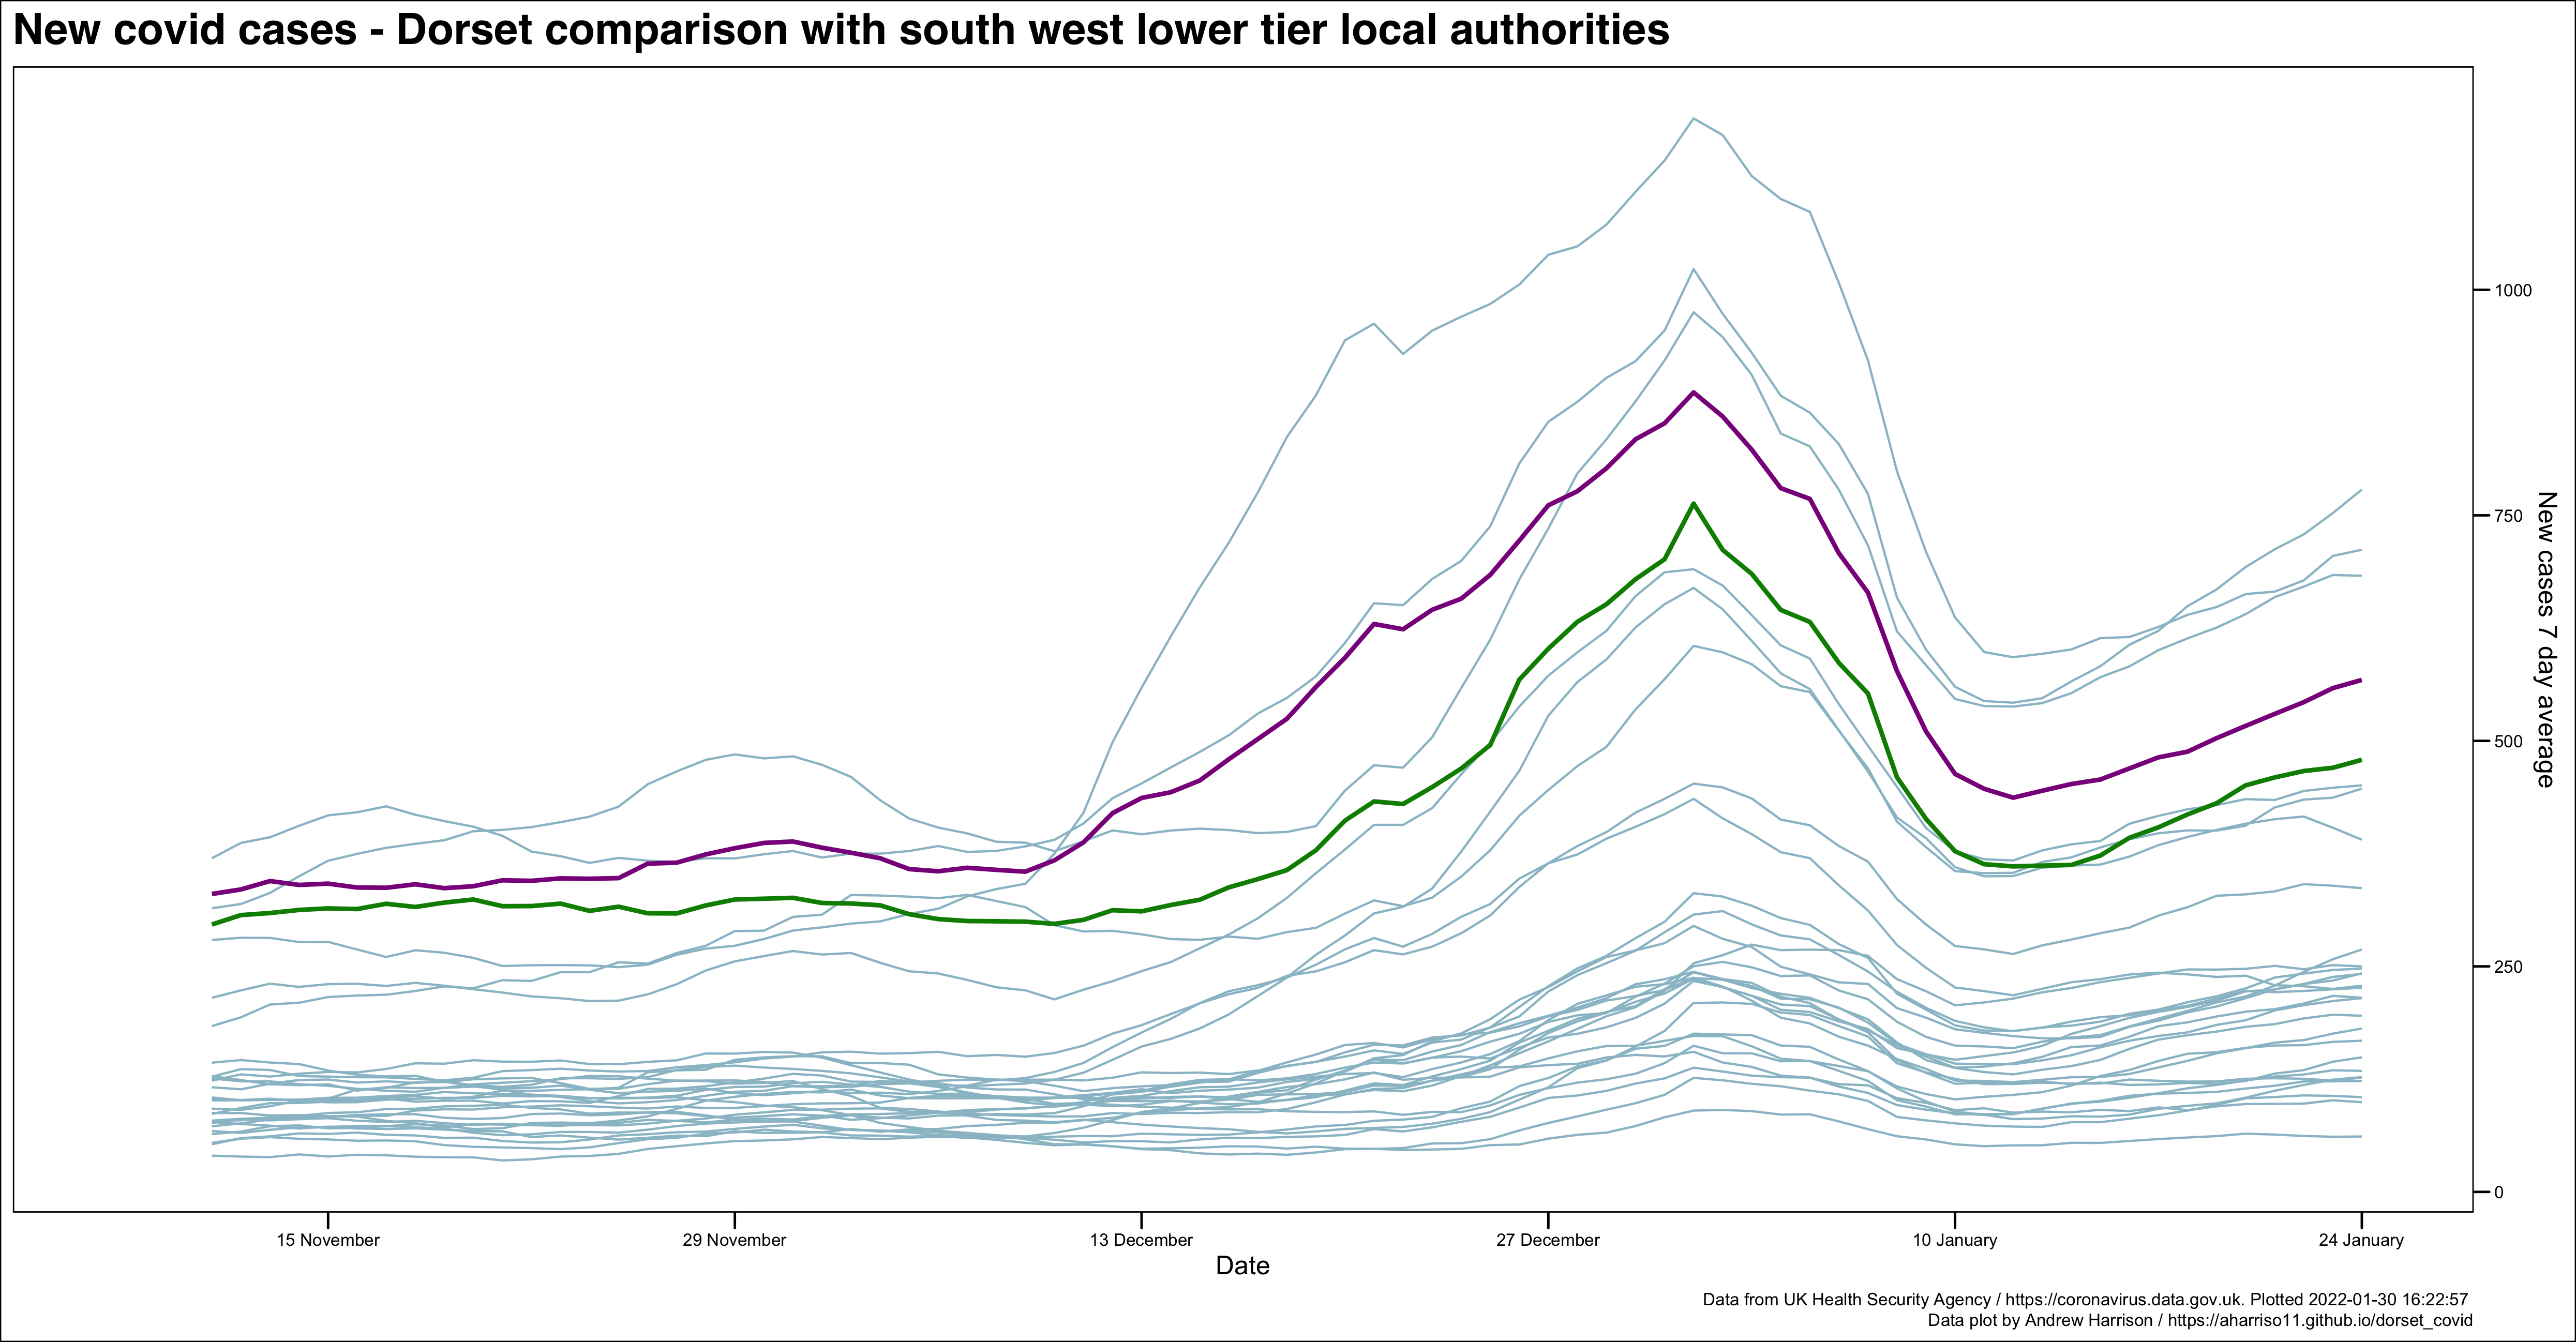 New covid cases - Dorset comparison with south west lower tier local authorities
1000
750
500
250
0
New cases 7 day average
15 November
29 November
13 December
27 December
10 January
24 January
Date
Data from UK Health Security Agency / https://coronavirus.data.gov.uk. Plotted 2022-01-30 16:22:57
Data plot by Andrew Harrison / https://aharriso11.github.io/dorset_covid